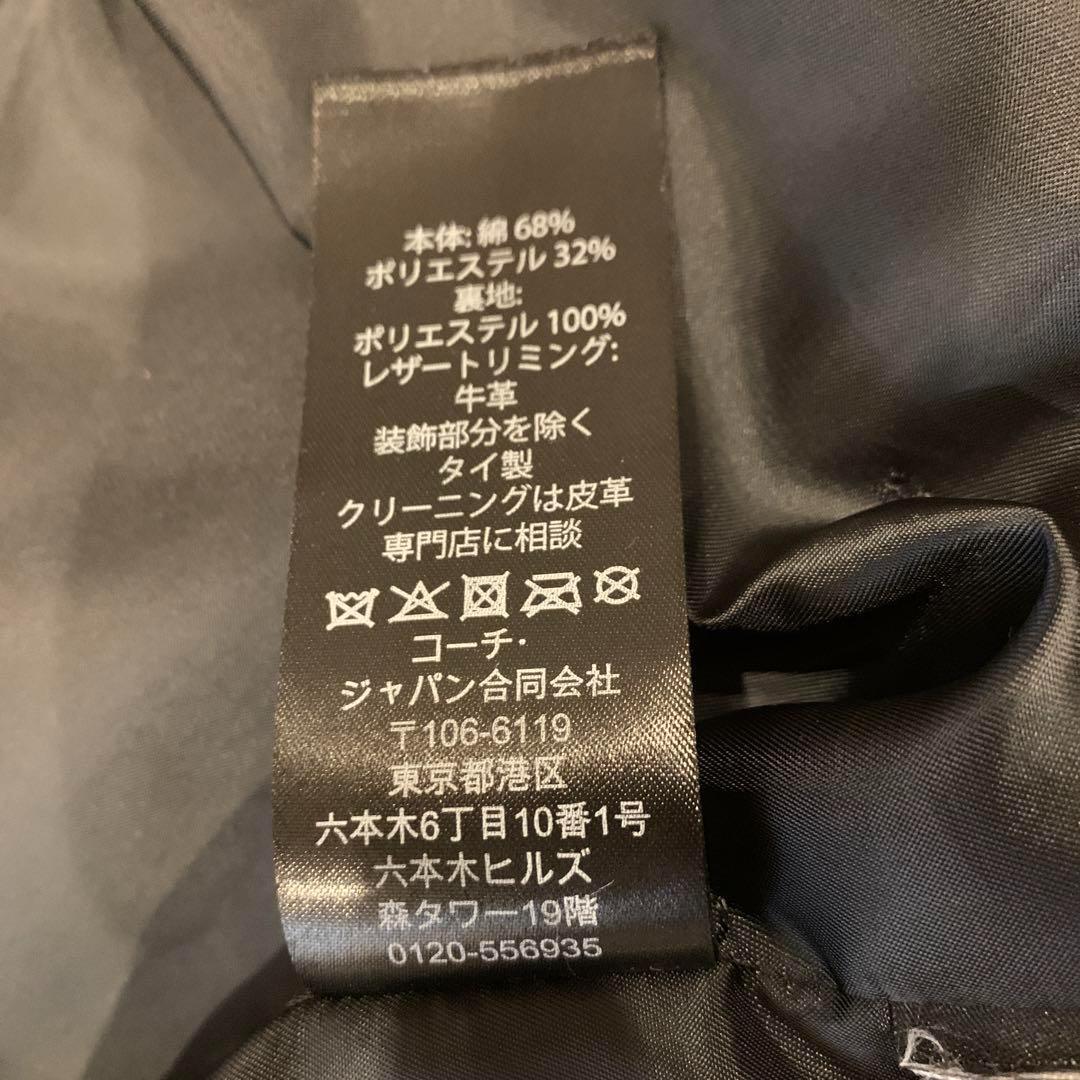 本体: 綿 68%
ポリエステル 32%
裏地:
ポリエステル 100%
レザートリミング:
牛革
装飾部分を除く
タイ製
クリーニングは皮革
専門店に相談
コーチ・
ジャパン合同会社
〒106-6119
東京都港区
六本木6丁目10番1号
六本木ヒルズ
森タワー19階
0120-556935